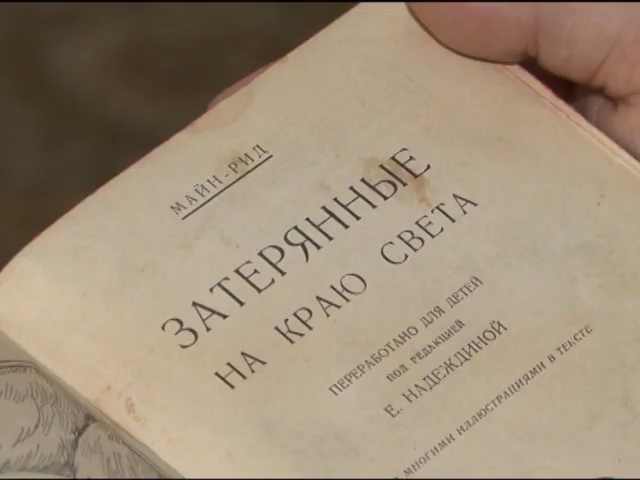 МАЙН-РИД
ЗАТЕРЯННЫЕ
НА КРАЮ СВЕТА
ПЕРЕРАБОТАНО ДЛЯ ДЕТЕЙ
ПОД РЕДАКЦИЕЙ
Е. НАДЕЖДИНОЙ
МНОГИМИ ИЛЛЮСТРАЦИЯМИ В ТЕКСТЕ